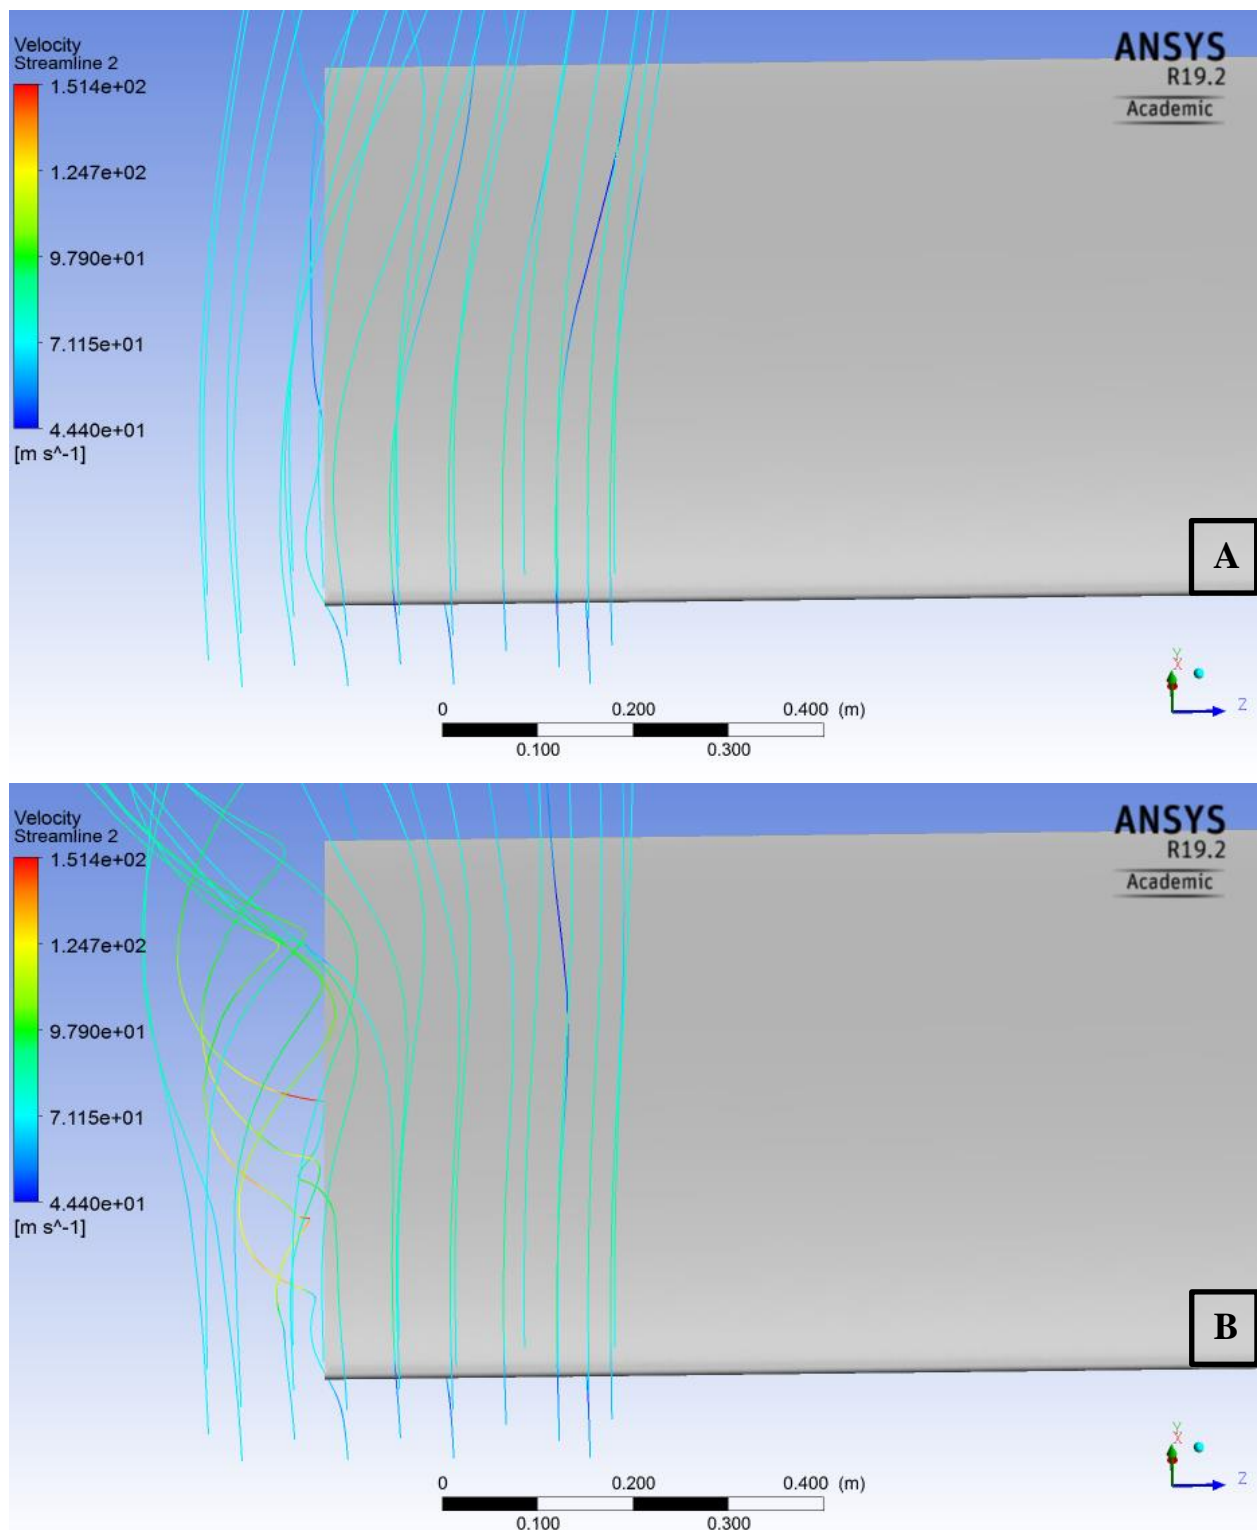 Velocity
Streamline 2
1.514e+02
1.247e+02
9.790e+01
7.115e+01
4.440e+01
[m s^-1]
ANSYS
R19.2
Academic
A
Y
X
Z
0 0.200 0.400 (m)
0.100 0.300
Velocity
Streamline 2
1.514e+02
1.247e+02
9.790e+01
7.115e+01
4.440e+01
[m s^-1]
ANSYS
R19.2
Academic
B
Y
X
Z
0 0.200 0.400 (m)
0.100 0.300